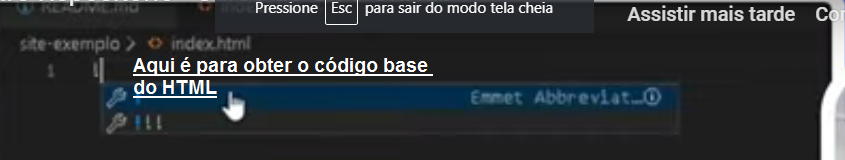 README.md
Pressione Esc para sair do modo tela cheia
Assistir mais tarde
site-exemplo > index.html
1 !
Aqui é para obter o código base
do HTML
Emmet Abbreviat…
!!!